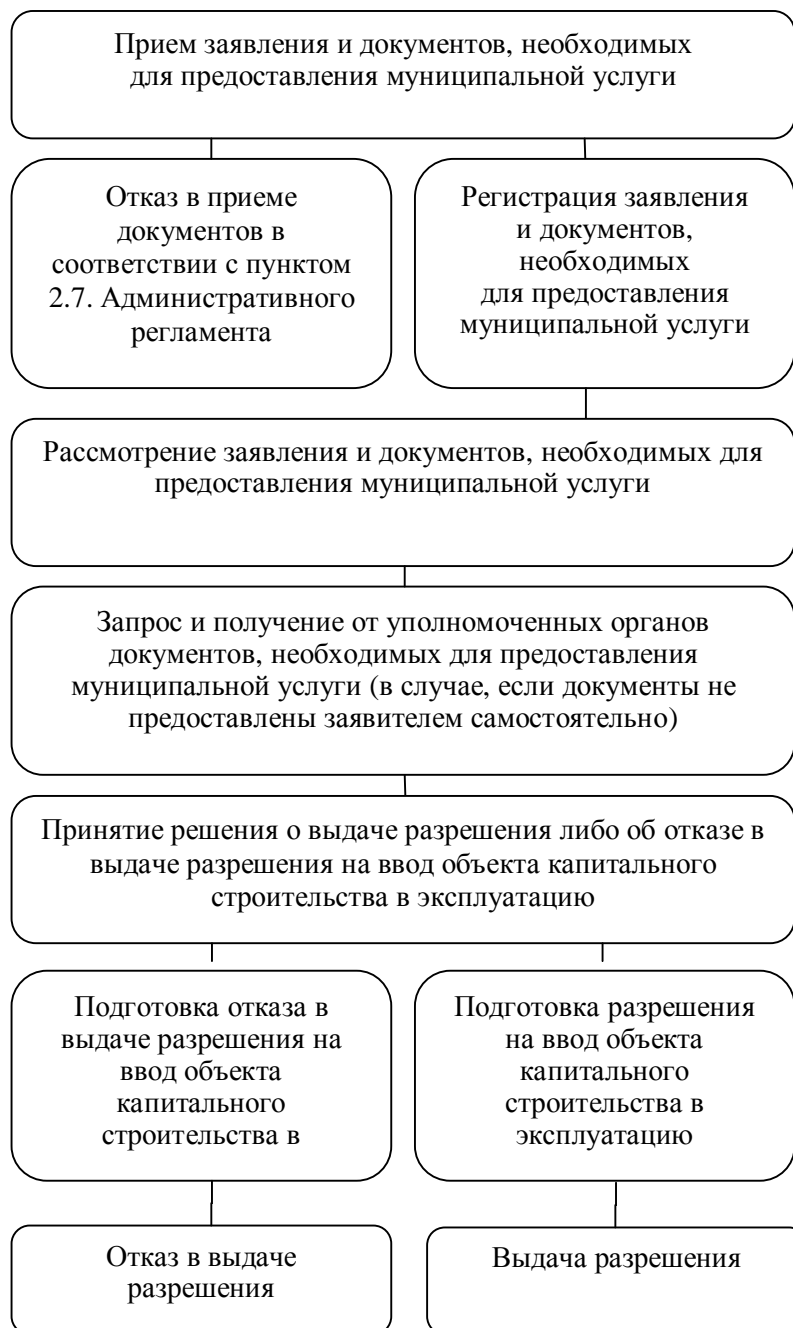 Прием заявления и документов, необходимых
для предоставления муниципальной услуги
Отказ в приеме
документов в
соответствии с пунктом
2.7. Административного
регламента
Регистрация заявления
и документов,
необходимых
для предоставления
муниципальной услуги
Рассмотрение заявления и документов, необходимых для
предоставления муниципальной услуги
Запрос и получение от уполномоченных органов
документов, необходимых для предоставления
муниципальной услуги (в случае, если документы не
предоставлены заявителем самостоятельно)
Принятие решения о выдаче разрешения либо об отказе в
выдаче разрешения на ввод объекта капитального
строительства в эксплуатацию
Подготовка отказа в
выдаче разрешения на
ввод объекта
капитального
строительства в
Подготовка разрешения
на ввод объекта
капитального
строительства в
эксплуатацию
Отказ в выдаче
разрешения
Выдача разрешения